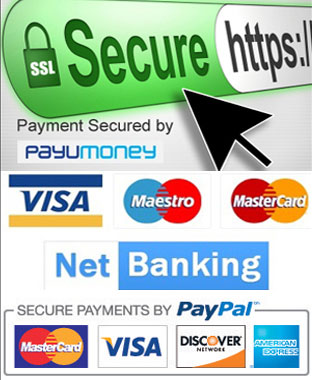 SSL Secure https:/
Payment Secured by
PAYUMONEY
VISA Maestro MasterCard
Net Banking
SECURE PAYMENTS BY PayPal
MasterCard VISA DISCOVER AMERICAN
NETWORK EXPRESS